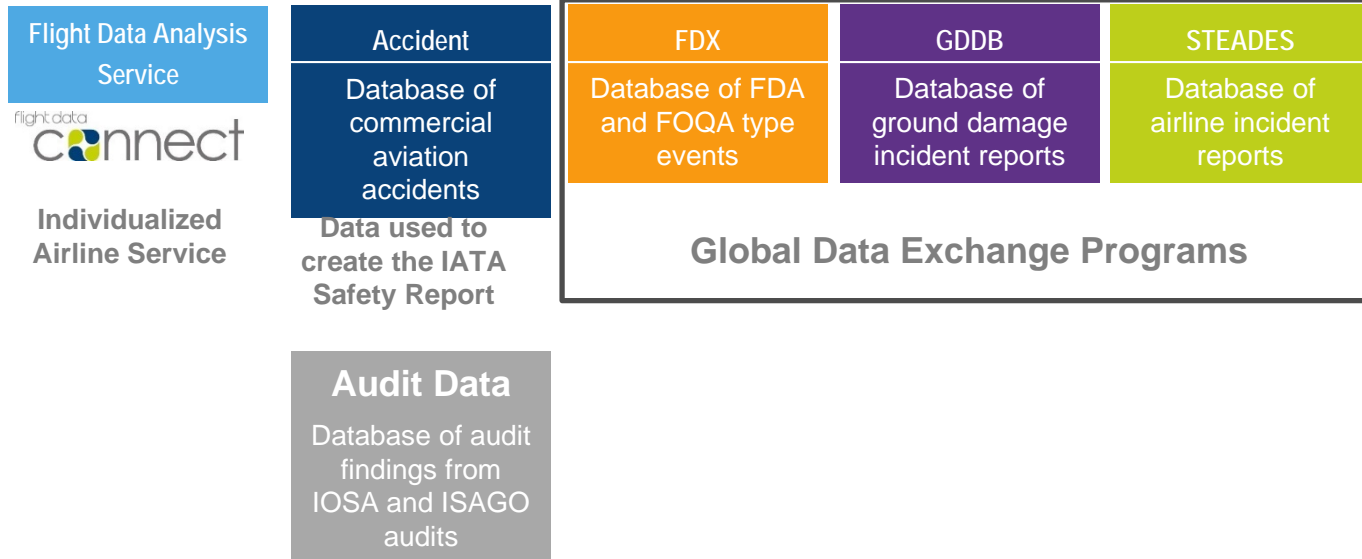 Flight Data Analysis
Service
flight data
connect
Individualized
Airline Service
Accident
Database of
commercial
aviation
accidents
Data used to
create the IATA
Safety Report
FDX
Database of FDA
and FOQA type
events
GDDB
Database of
ground damage
incident reports
STEADES
Database of
airline incident
reports
Global Data Exchange Programs
Audit Data
Database of audit
findings from
IOSA and ISAGO
audits